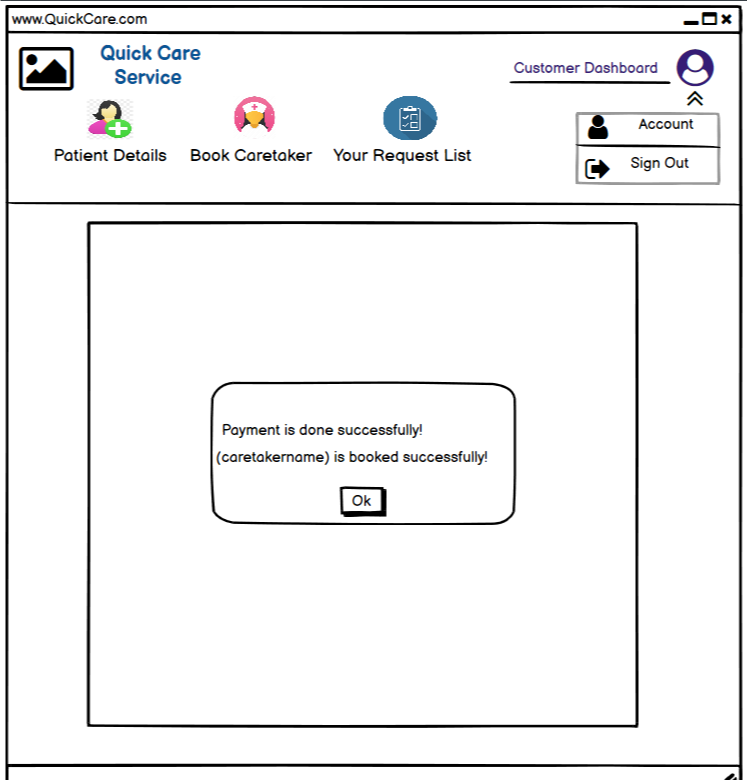 www.QuickCare.com
Quick Care
Service
Customer Dashboard
Account
Patient Details
Book Caretaker
Your Request List
Sign Out
Payment is done successfully!
(caretakername) is booked successfully!
Ok